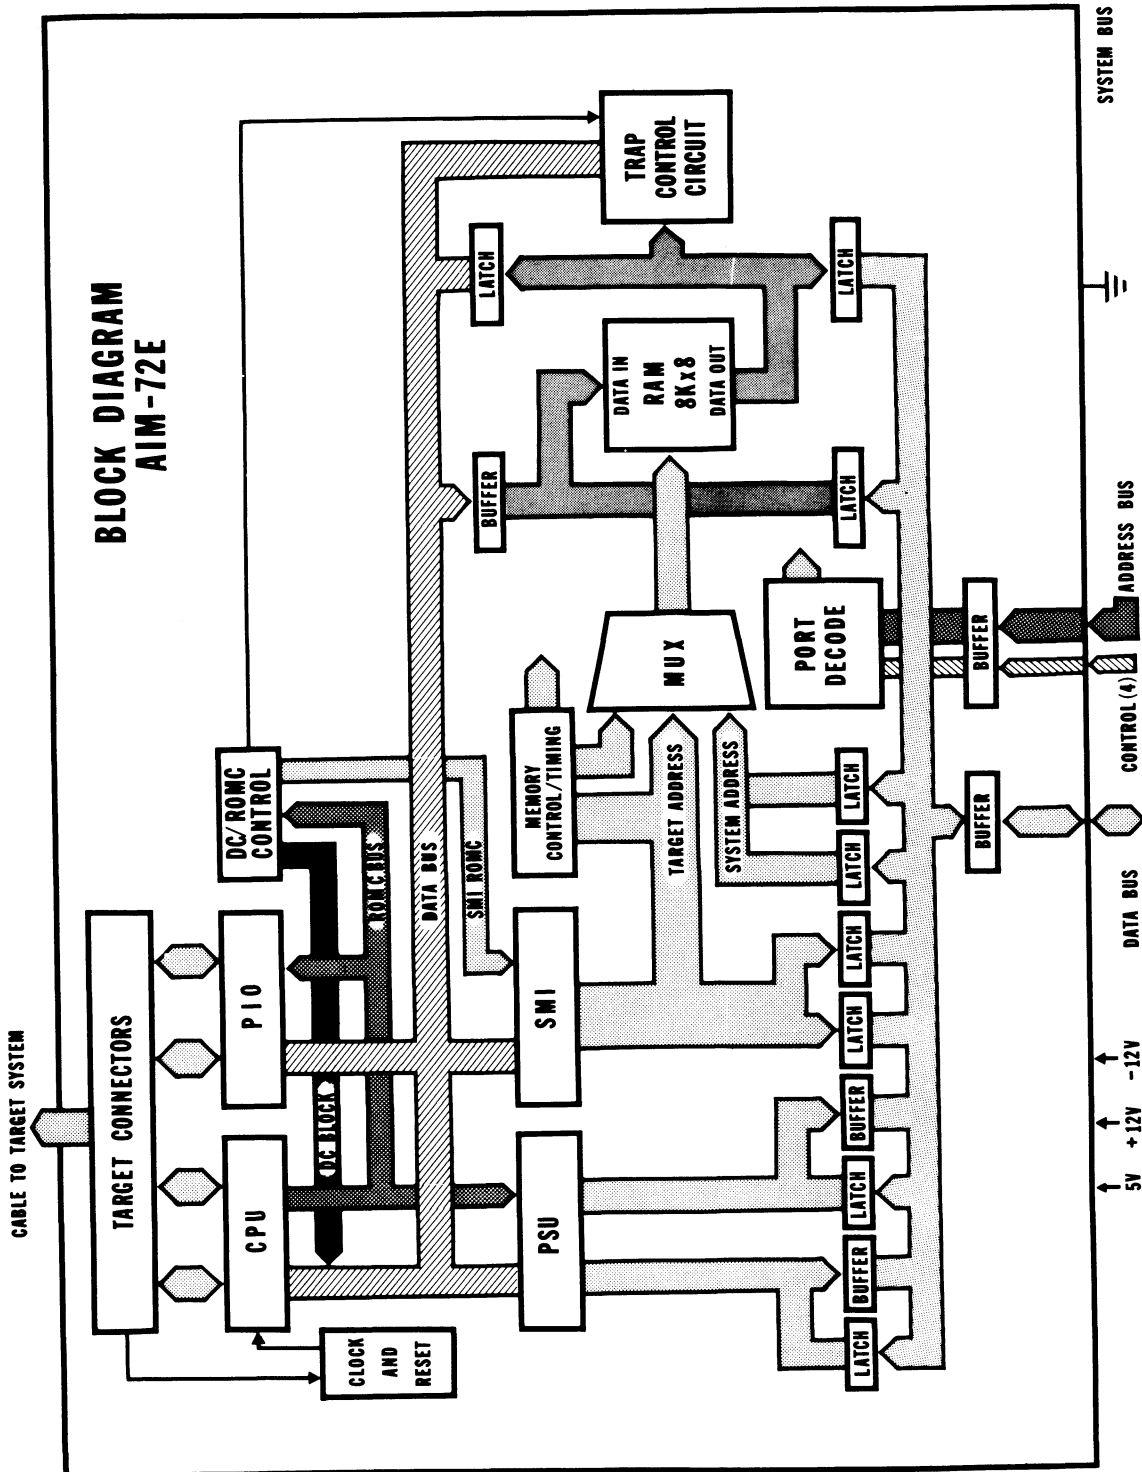 BLOCK DIAGRAM
AIM-72E
CABLE TO TARGET SYSTEM
TARGET CONNECTORS
CLOCK
AND
RESET
CPU
PIO
DC/ROMC
CONTROL
DC BLOCK
ROMC BUS
DATA BUS
SMI ROMC
PSU
SMI
MEMORY
CONTROL/TIMING
BUFFER
LATCH
TRAP
CONTROL
CIRCUIT
TARGET ADDRESS
SYSTEM ADDRESS
MUX
DATA IN
RAM
8K x 8
DATA OUT
PORT
DECODE
LATCH
BUFFER
LATCH
BUFFER
LATCH
LATCH
LATCH
LATCH
LATCH
LATCH
BUFFER
BUFFER
5V
+12V
-12V
DATA BUS
CONTROL(4)
ADDRESS BUS
SYSTEM BUS